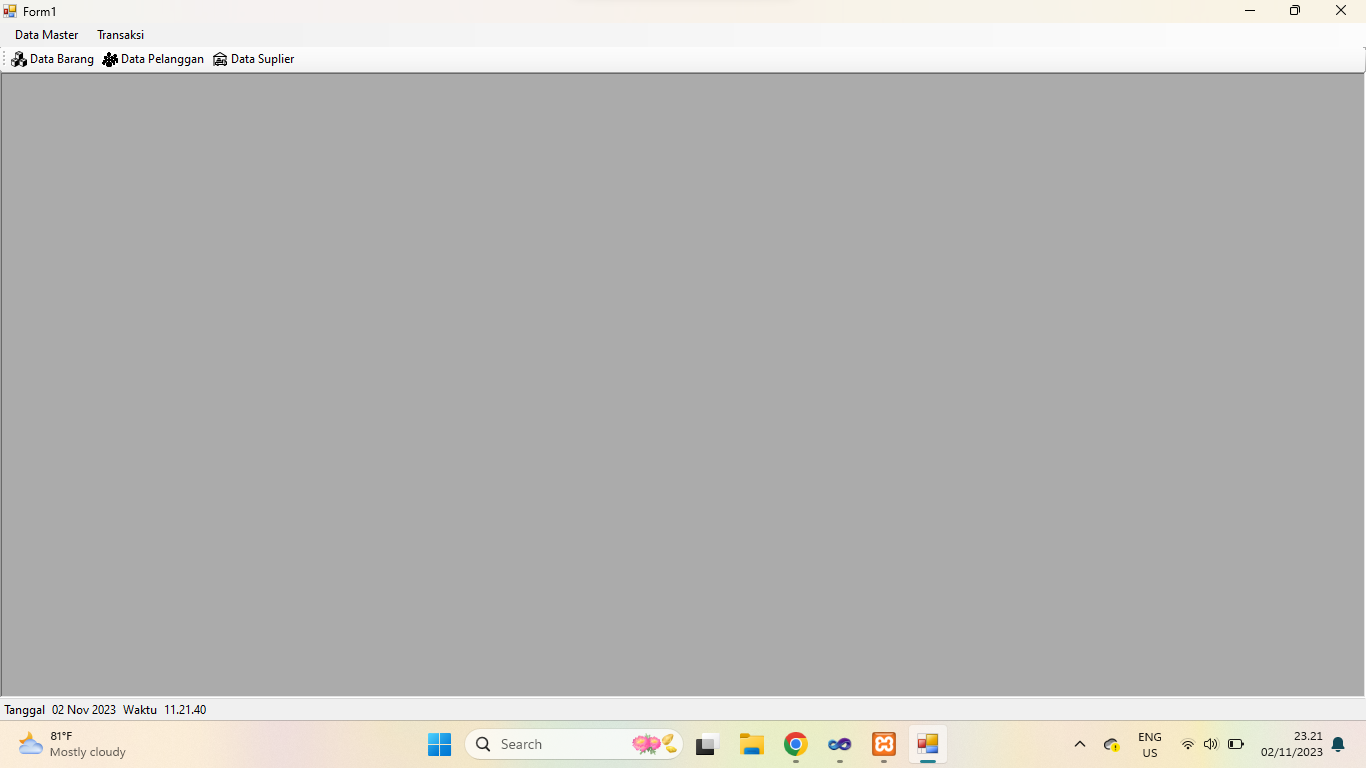 Form1
Data Master Transaksi
Data Barang Data Pelanggan Data Suplier
Tanggal 02 Nov 2023 Waktu 11.21.40
81°F
Mostly cloudy
Search
ENG
US
23.21
02/11/2023